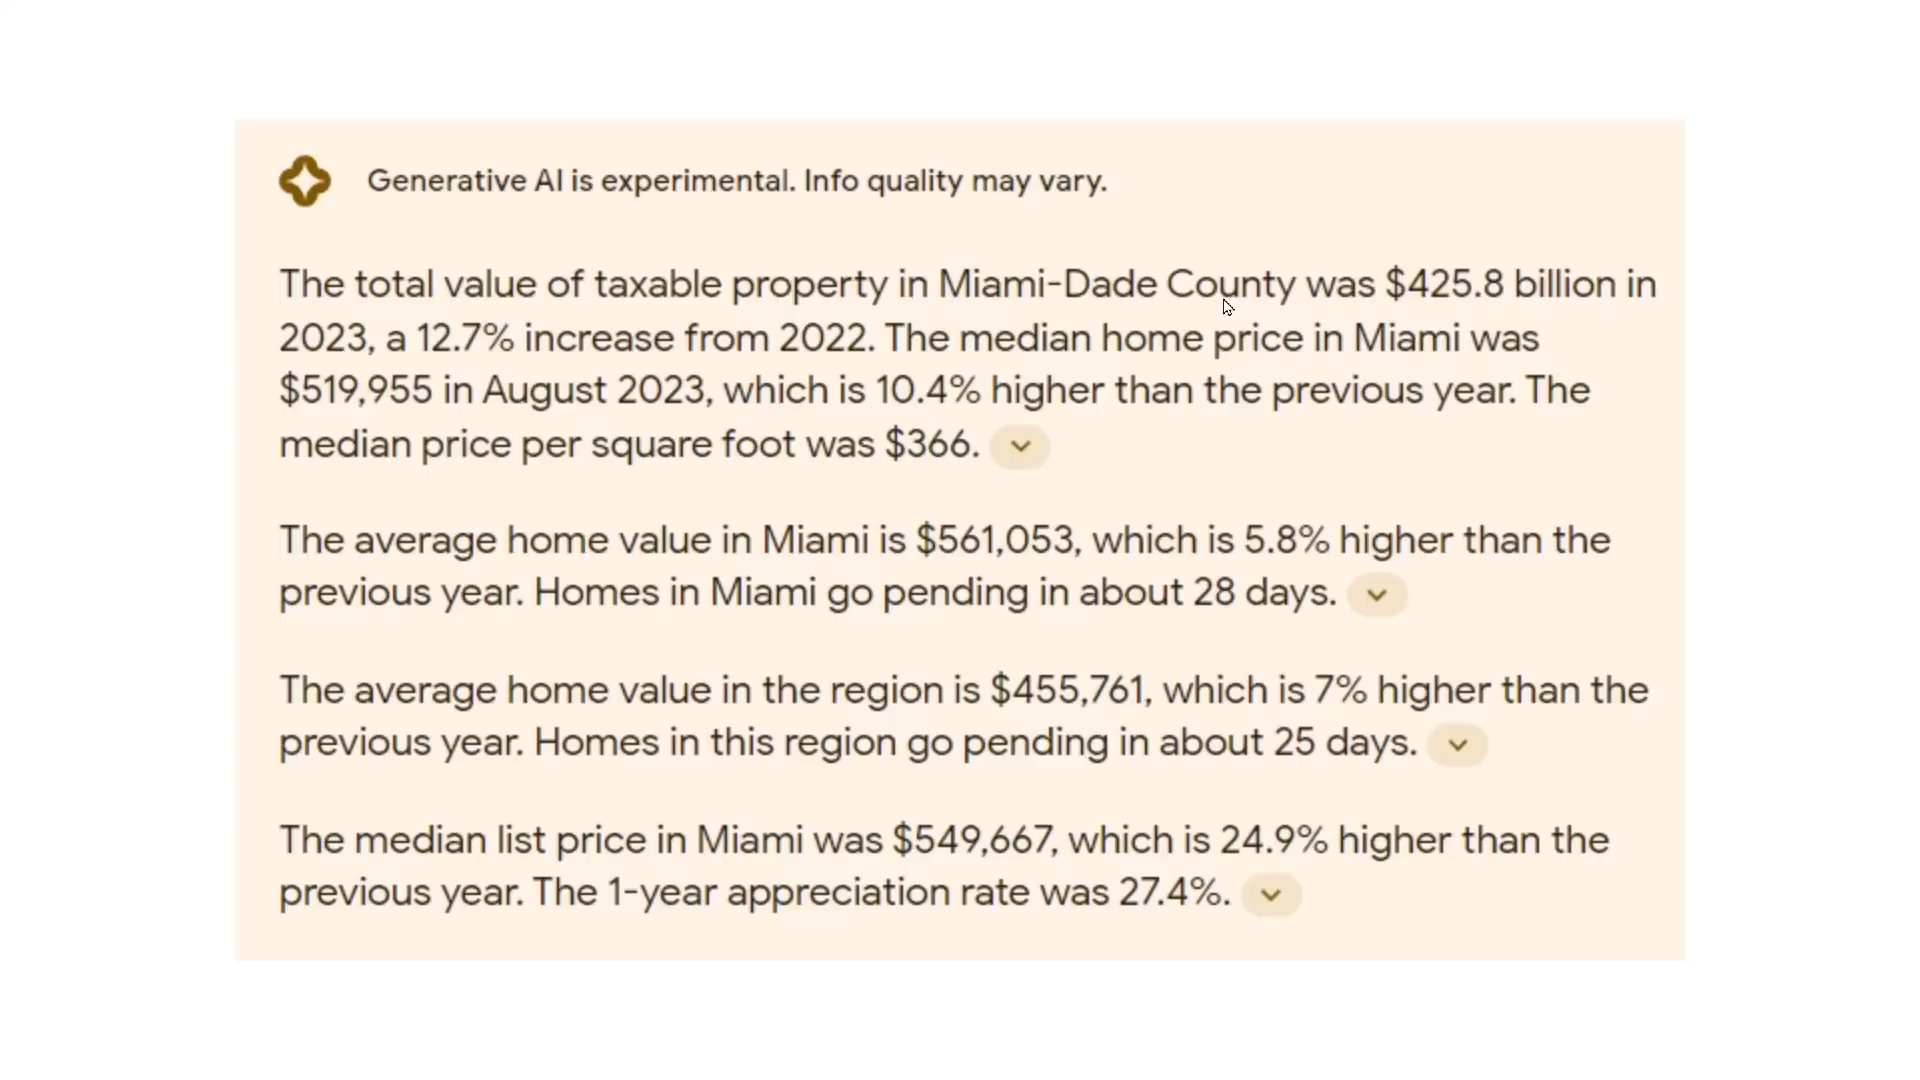 Generative AI is experimental. Info quality may vary.
The total value of taxable property in Miami-Dade County was $425.8 billion in
2023, a 12.7% increase from 2022. The median home price in Miami was
$519,955 in August 2023, which is 10.4% higher than the previous year. The
median price per square foot was $366.
The average home value in Miami is $561,053, which is 5.8% higher than the
previous year. Homes in Miami go pending in about 28 days.
The average home value in the region is $455,761, which is 7% higher than the
previous year. Homes in this region go pending in about 25 days.
The median list price in Miami was $549,667, which is 24.9% higher than the
previous year. The 1-year appreciation rate was 27.4%.